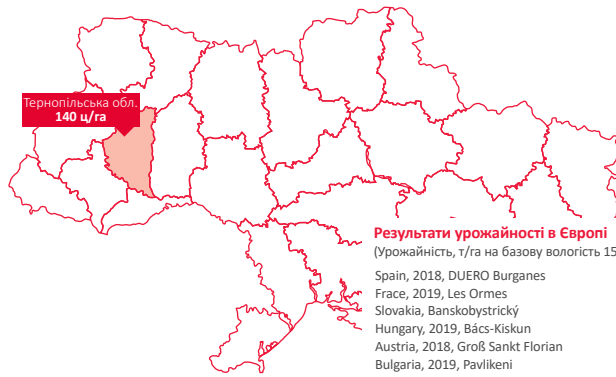 Тернопільська обл.
140 ц/га
Результати урожайності в Європі
(Урожайність, т/га на базову вологість 15
Spain, 2018, DUERO Burganes
Frace, 2019, Les Ormes
Slovakia, Banskobystrický
Hungary, 2019, Bács-Kiskun
Austria, 2018, Groß Sankt Florian
Bulgaria, 2019, Pavlikeni